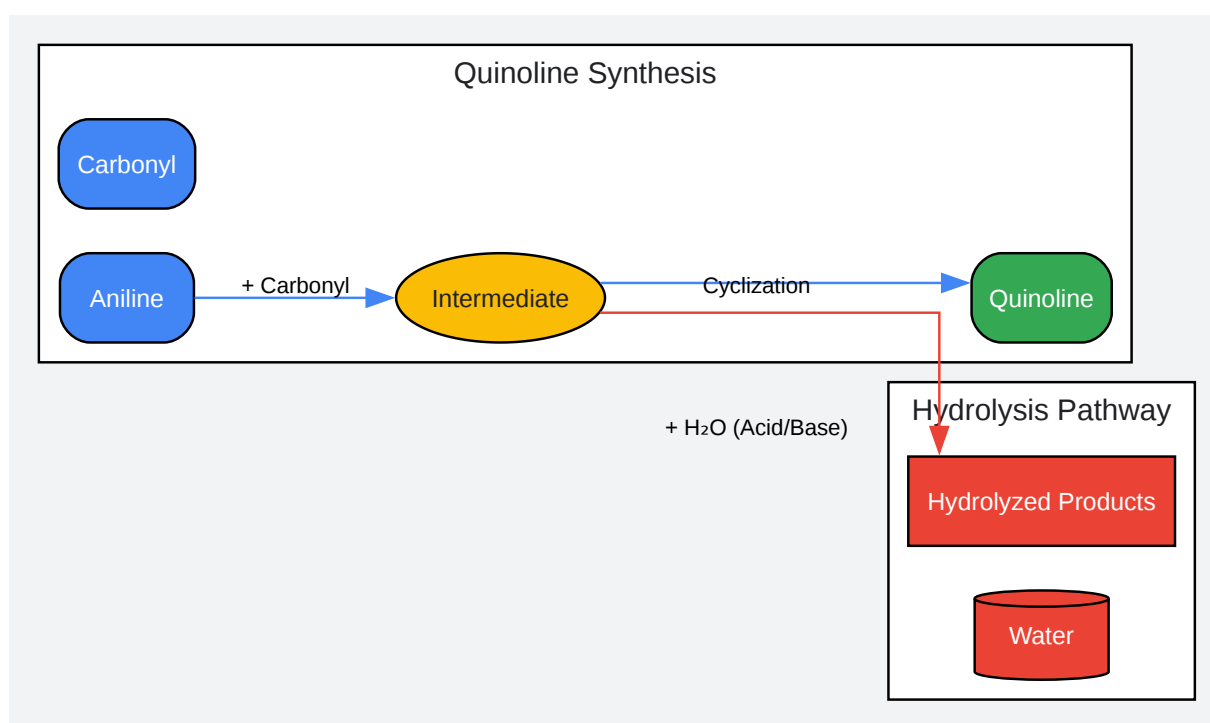 Quinoline Synthesis
Carbonyl
Aniline
+ Carbonyl
Intermediate
Cyclization
Quinoline
+ H₂O (Acid/Base)
Hydrolysis Pathway
Hydrolyzed Products
Water